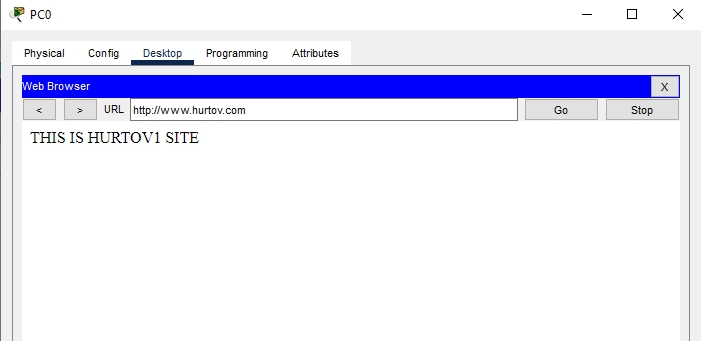 PC0
Physical Config Desktop Programming Attributes
Web Browser X
< > URL http://www.hurtov.com Go Stop
THIS IS HURTOV1 SITE